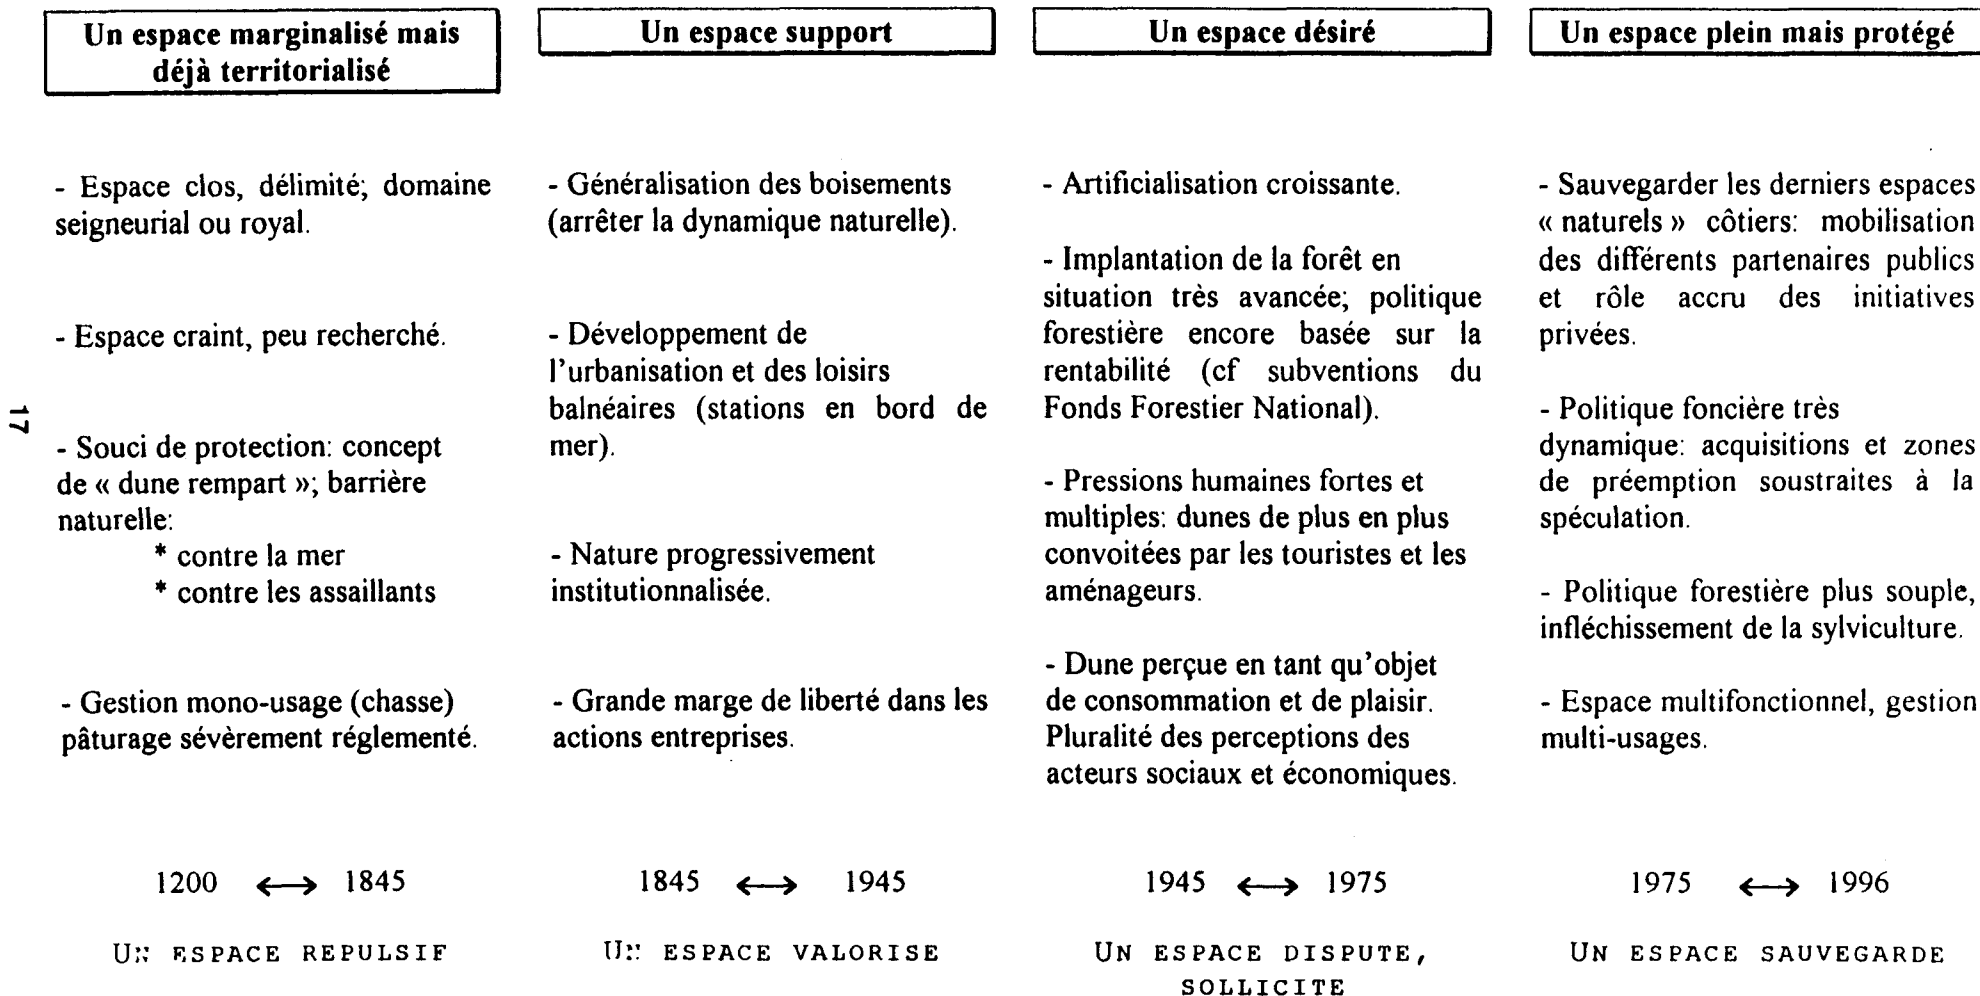 Un espace marginalisé mais
déjà territorialisé
- Espace clos, délimité; domaine
seigneurial ou royal.
- Espace craint, peu recherché.
- Souci de protection: concept
de « dune rempart »; barrière
naturelle:
* contre la mer
* contre les assaillants
- Gestion mono-usage (chasse)
pâturage sévèrement réglementé.
1200 ⟷ 1845
UN ESPACE REPULSIF
Un espace support
- Généralisation des boisements
(arrêter la dynamique naturelle).
- Développement de
l'urbanisation et des loisirs
balnéaires (stations en bord de
mer).
- Nature progressivement
institutionnalisée.
- Grande marge de liberté dans les
actions entreprises.
1845 ⟷ 1945
UN ESPACE VALORISE
Un espace désiré
- Artificialisation croissante.
- Implantation de la forêt en
situation très avancée; politique
forestière encore basée sur la
rentabilité (cf subventions du
Fonds Forestier National).
- Pressions humaines fortes et
multiples: dunes de plus en plus
convoitées par les touristes et les
aménageurs.
- Dune perçue en tant qu'objet
de consommation et de plaisir.
Pluralité des perceptions des
acteurs sociaux et économiques.
1945 ⟷ 1975
UN ESPACE DISPUTE,
SOLLICITE
Un espace plein mais protégé
- Sauvegarder les derniers espaces
« naturels » côtiers: mobilisation
des différents partenaires publics
et rôle accru des initiatives
privées.
- Politique foncière très
dynamique: acquisitions et zones
de préemption soustraites à la
spéculation.
- Politique forestière plus souple,
infléchissement de la sylviculture.
- Espace multifonctionnel, gestion
multi-usages.
1975 ⟷ 1996
UN ESPACE SAUVEGARDE
17